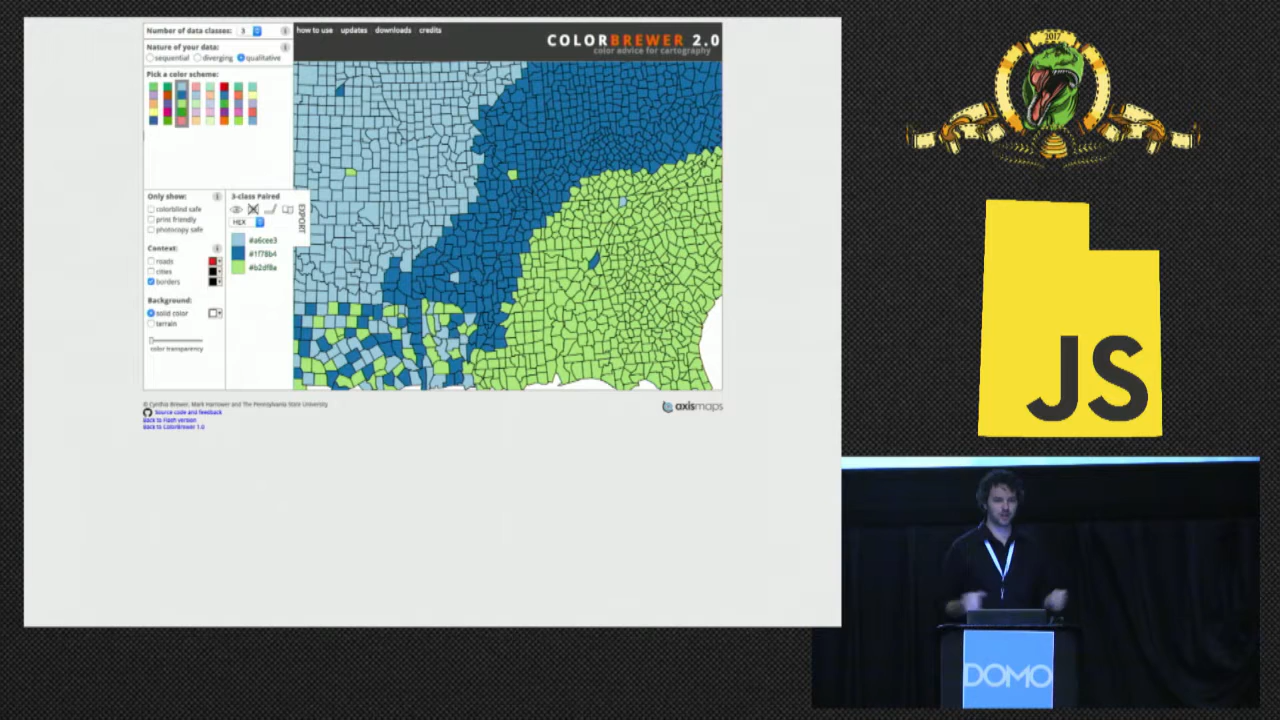 Number of data classes: 3
how to use updates downloads credits
COLORBREWER 2.0
color advice for cartography
Nature of your data:
sequential diverging qualitative
Pick a color scheme:
Only show:
colorblind safe
print friendly
photocopy safe
Context:
roads
cities
borders
Background:
solid color
terrain
color transparency
3-class Paired
HEX
EXPORT
#a6cee3
#1f78b4
#b2df8a
© Cynthia Brewer, Mark Harrower and The Pennsylvania State University
Source code and feedback
Back to Flash version
Back to ColorBrewer 1.0
axismaps
2017
JS
DOMO